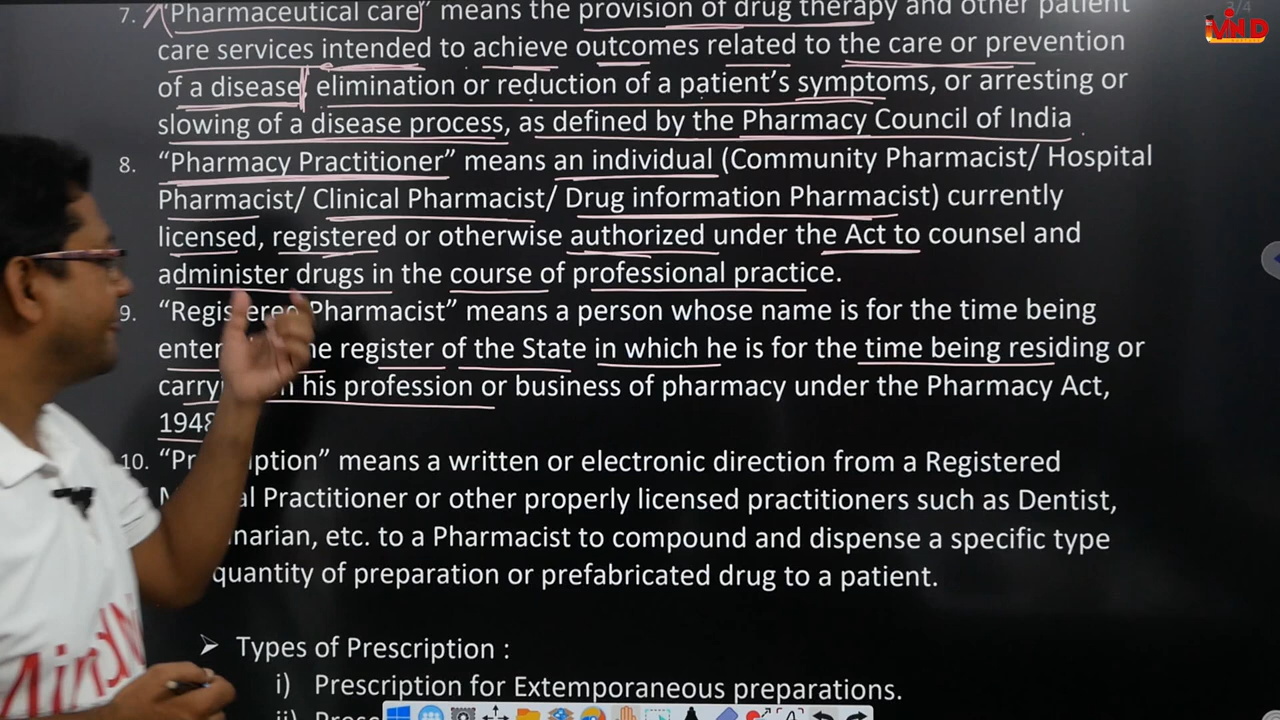 7. "Pharmaceutical care" means the provision of drug therapy and other patient
care services intended to achieve outcomes related to the care or prevention
of a disease, elimination or reduction of a patient's symptoms, or arresting or
slowing of a disease process, as defined by the Pharmacy Council of India
8. “Pharmacy Practitioner” means an individual (Community Pharmacist/ Hospital
Pharmacist/ Clinical Pharmacist/ Drug information Pharmacist) currently
licensed, registered or otherwise authorized under the Act to counsel and
administer drugs in the course of professional practice.
9. “Registered Pharmacist” means a person whose name is for the time being
enter he register of the State in which he is for the time being residing or
carry n his profession or business of pharmacy under the Pharmacy Act,
1948
10. “Pr iption” means a written or electronic direction from a Registered
M al Practitioner or other properly licensed practitioners such as Dentist,
narian, etc. to a Pharmacist to compound and dispense a specific type
quantity of preparation or prefabricated drug to a patient.
➢ Types of Prescription :
i) Prescription for Extemporaneous preparations.
3/4